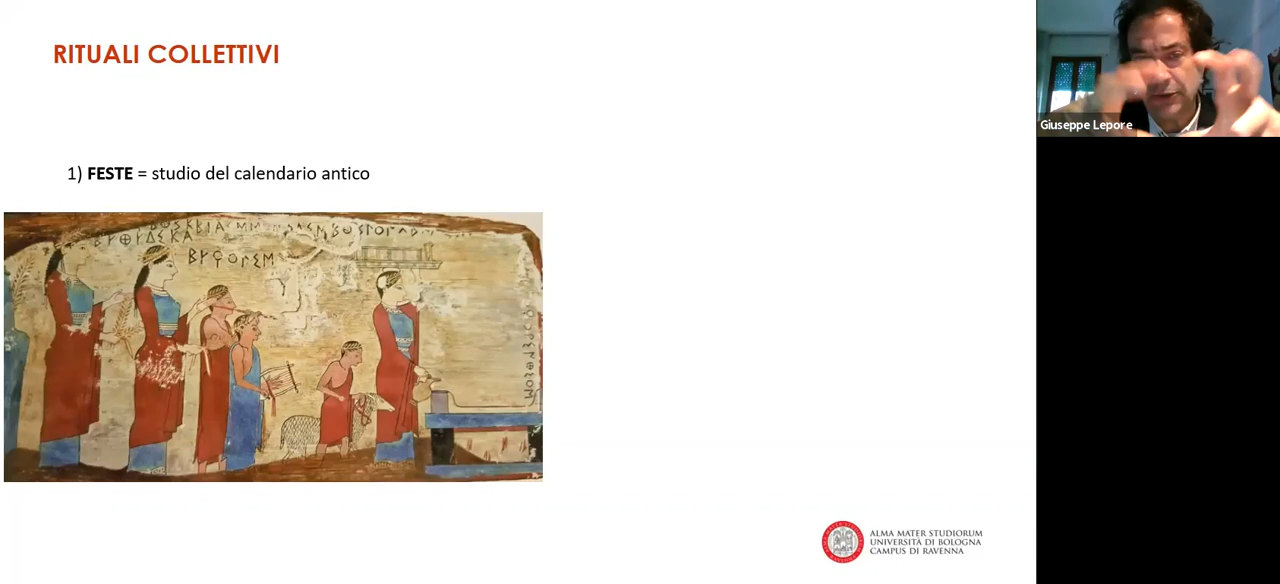 RITUALI COLLETTIVI
Giuseppe Lepore
1) FESTE = studio del calendario antico
ALMA MATER STUDIORUM
UNIVERSITÀ DI BOLOGNA
CAMPUS DI RAVENNA